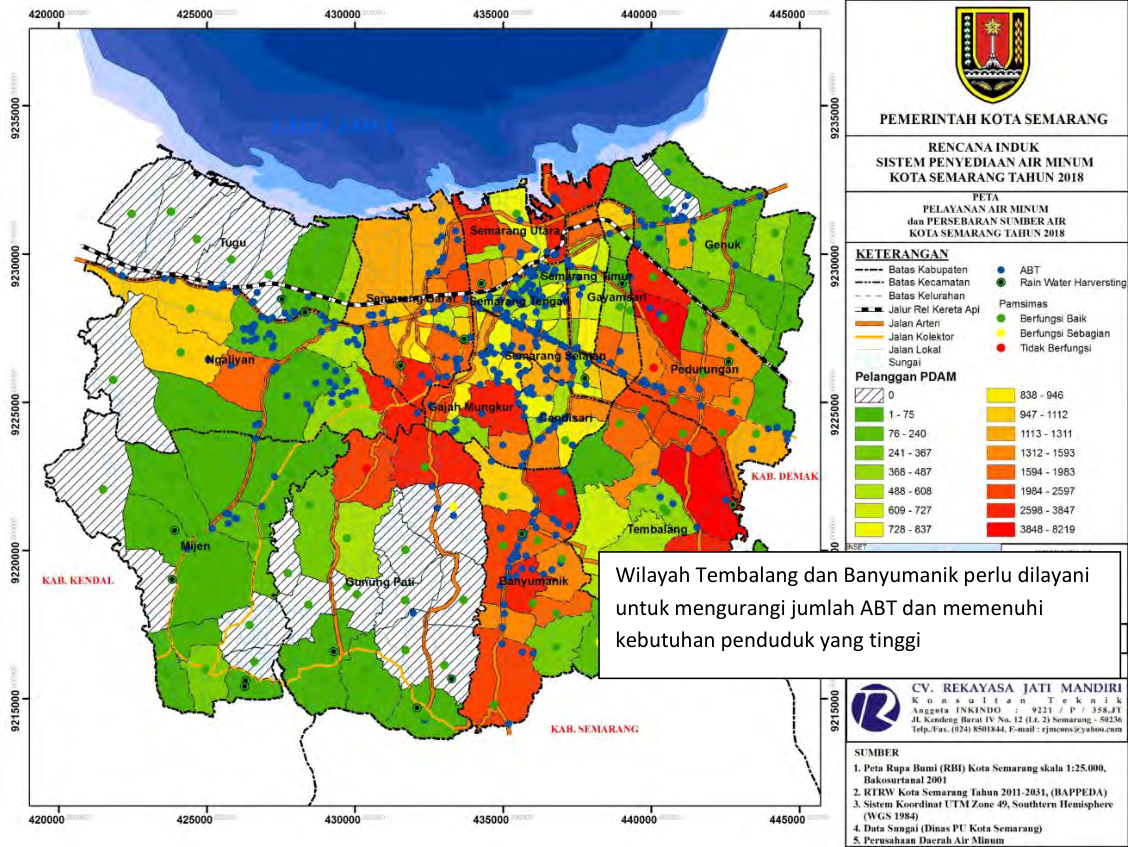 420000
425000
430000
435000
440000
445000
PEMERINTAH KOTA SEMARANG
RENCANA INDUK
SISTEM PENYEDIAAN AIR MINUM
KOTA SEMARANG TAHUN 2018
PETA
PELAYANAN AIR MINUM
dan PERSEBARAN SUMBER AIR
KOTA SEMARANG TAHUN 2018
KETERANGAN
Batas Kabupaten
Batas Kecamatan
Batas Kelurahan
Jalur Rel Kereta Api
Jalan Arteri
Jalan Kolektor
Jalan Lokal
Sungai
ABT
Rain Water Harversting
Pamsimas
Berfungsi Baik
Berfungsi Sebagian
Tidak Berfungsi
Pelanggan PDAM
0
1 - 75
76 - 240
241 - 367
368 - 487
488 - 608
609 - 727
728 - 837
838 - 946
947 - 1112
1113 - 1311
1312 - 1593
1594 - 1983
1984 - 2597
2598 - 3847
3848 - 8219
INSET
LAUT JAWA
Tugu
Semarang Utara
Genuk
Semarang Timur
Semarang Barat
Semarang Tengah
Gayamsari
Ngaliyan
Semarang Selatan
Pedurungan
Gajah Mungkur
Candisari
KAB. DEMAK
Tembalang
Mijen
KAB. KENDAL
Gunung Pati
Banyumanik
KAB. SEMARANG
Wilayah Tembalang dan Banyumanik perlu dilayani
untuk mengurangi jumlah ABT dan memenuhi
kebutuhan penduduk yang tinggi
9235000
9230000
9225000
9220000
9215000
9235000
9230000
9225000
9215000
420000
425000
430000
435000
440000
445000
CV. REKAYASA JATI MANDIRI
Konsultan Teknik
Anggota INKINDO : 9221 / P / 358.JT
Jl. Kendeng Barat IV No. 12 (Lt. 2) Semarang - 50236
Telp./Fax. (024) 8501844, E-mail : rjmcons@yahoo.com
SUMBER
1. Peta Rupa Bumi (RBI) Kota Semarang skala 1:25.000,
Bakosurtanal 2001
2. RTRW Kota Semarang Tahun 2011-2031, (BAPPEDA)
3. Sistem Koordinat UTM Zone 49, Southtern Hemisphere
(WGS 1984)
4. Data Sungai (Dinas PU Kota Semarang)
5. Perusahaan Daerah Air Minum